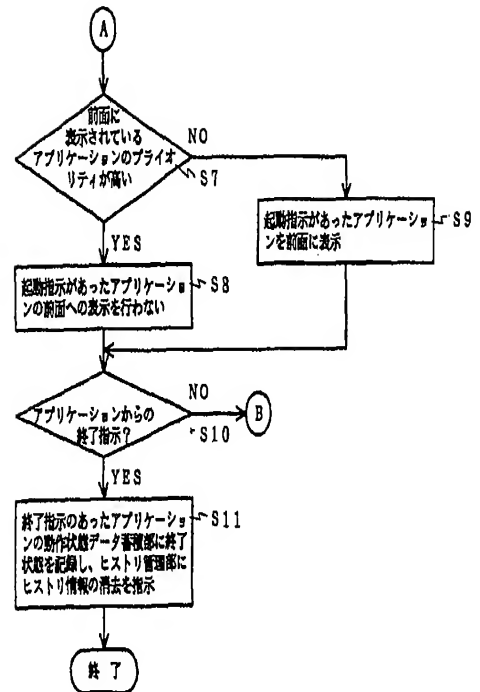 A
前面に
表示されている
アプリケーションのプライオ
リティが高い
NO
S7
YES
起動指示があったアプリケーショ
ンを前面に表示
S9
起動指示があったアプリケーショ
ンの前面への表示を行わない
S8
アプリケーションからの
終了指示?
NO
S10
B
YES
終了指示のあったアプリケーショ
ンの動作状態データ蓄積部に終了
状態を記録し、ヒストリ管理部に
ヒストリ情報の消去を指示
S11
終了